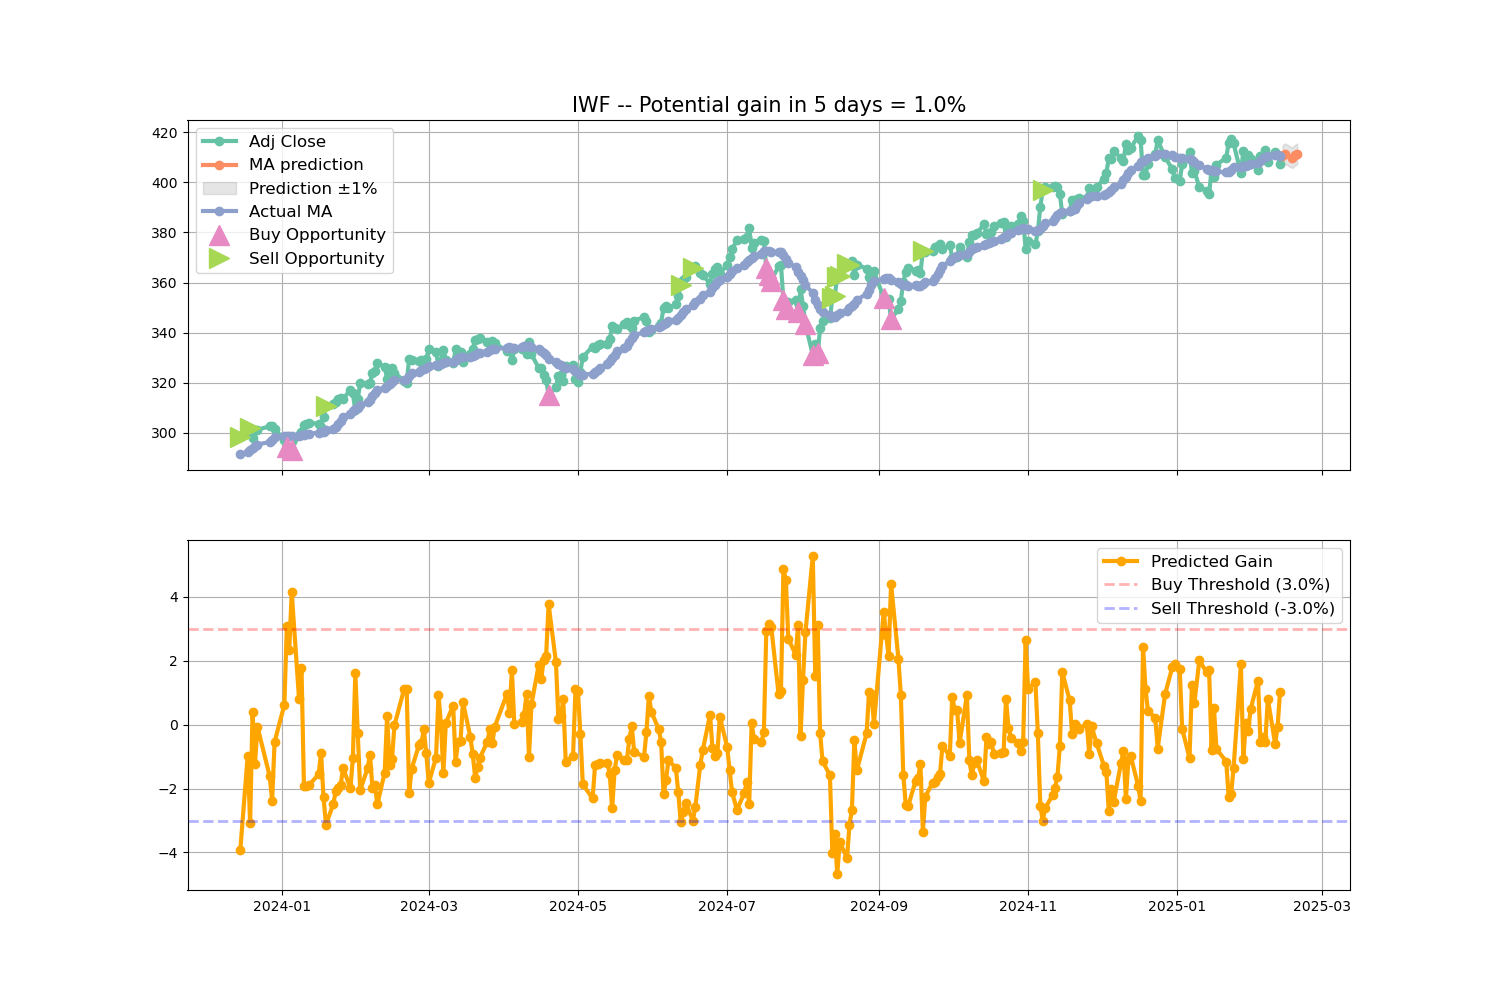 IWF -- Potential gain in 5 days = 1.0%
420
400
380
360
340
320
300
Adj Close
MA prediction
Prediction ±1%
Actual MA
Buy Opportunity
Sell Opportunity
4
2
0
−2
−4
Predicted Gain
Buy Threshold (3.0%)
Sell Threshold (-3.0%)
2024-01
2024-03
2024-05
2024-07
2024-09
2024-11
2025-01
2025-03